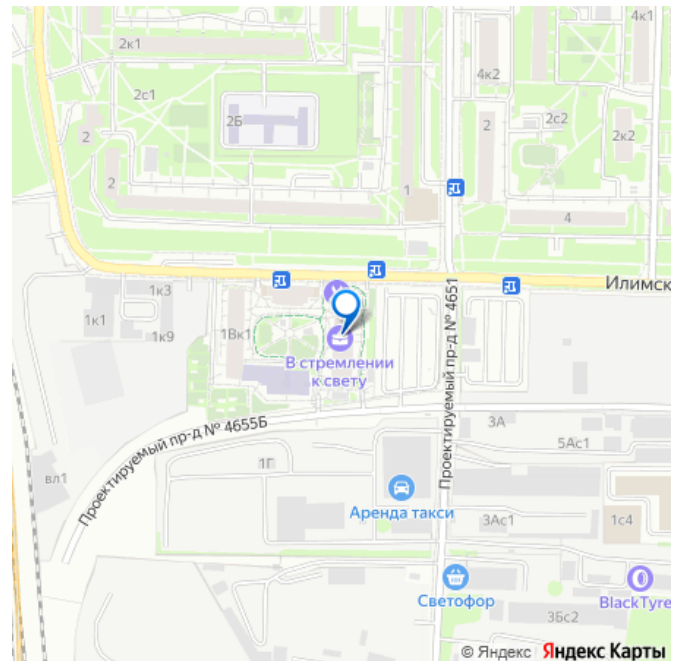 2к1
4к1
4к2
2с1
2Б
2
2с2
2
2к2
2
1
4
Илимск
1к3
1к1
1к9
1Вк1
В стремлении
к свету
Проектируемый пр-д № 4651
Проектируемый пр-д № 4655Б
3А
5Ас1
вл1
1Г
Аренда такси
3Ас1
1с4
Светофор
BlackTyre
3Бс2
© Яндекс Яндекс Карты